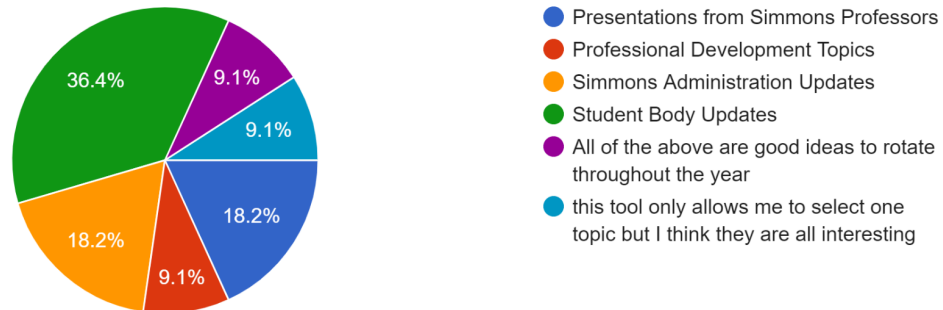 36.4%
9.1%
9.1%
18.2%
9.1%
18.2%
Presentations from Simmons Professors
Professional Development Topics
Simmons Administration Updates
Student Body Updates
All of the above are good ideas to rotate
throughout the year
this tool only allows me to select one
topic but I think they are all interesting